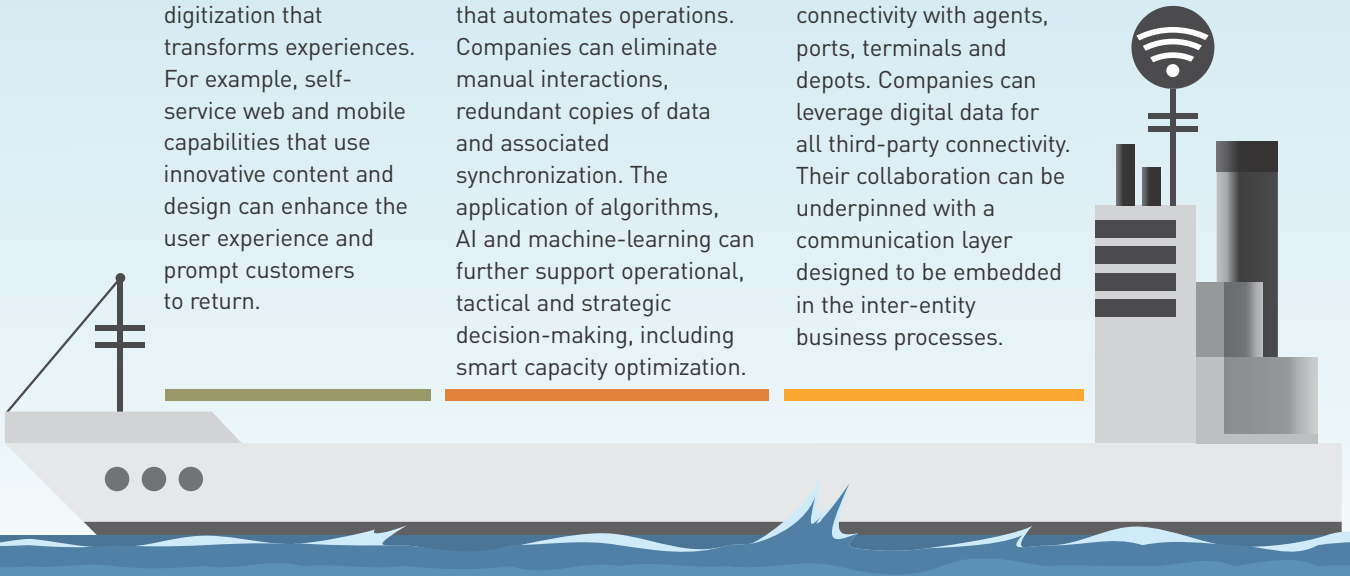 digitization that
transforms experiences.
For example, self-
service web and mobile
capabilities that use
innovative content and
design can enhance the
user experience and
prompt customers
to return.
that automates operations.
Companies can eliminate
manual interactions,
redundant copies of data
and associated
synchronization. The
application of algorithms,
AI and machine-learning can
further support operational,
tactical and strategic
decision-making, including
smart capacity optimization.
connectivity with agents,
ports, terminals and
depots. Companies can
leverage digital data for
all third-party connectivity.
Their collaboration can be
underpinned with a
communication layer
designed to be embedded
in the inter-entity
business processes.